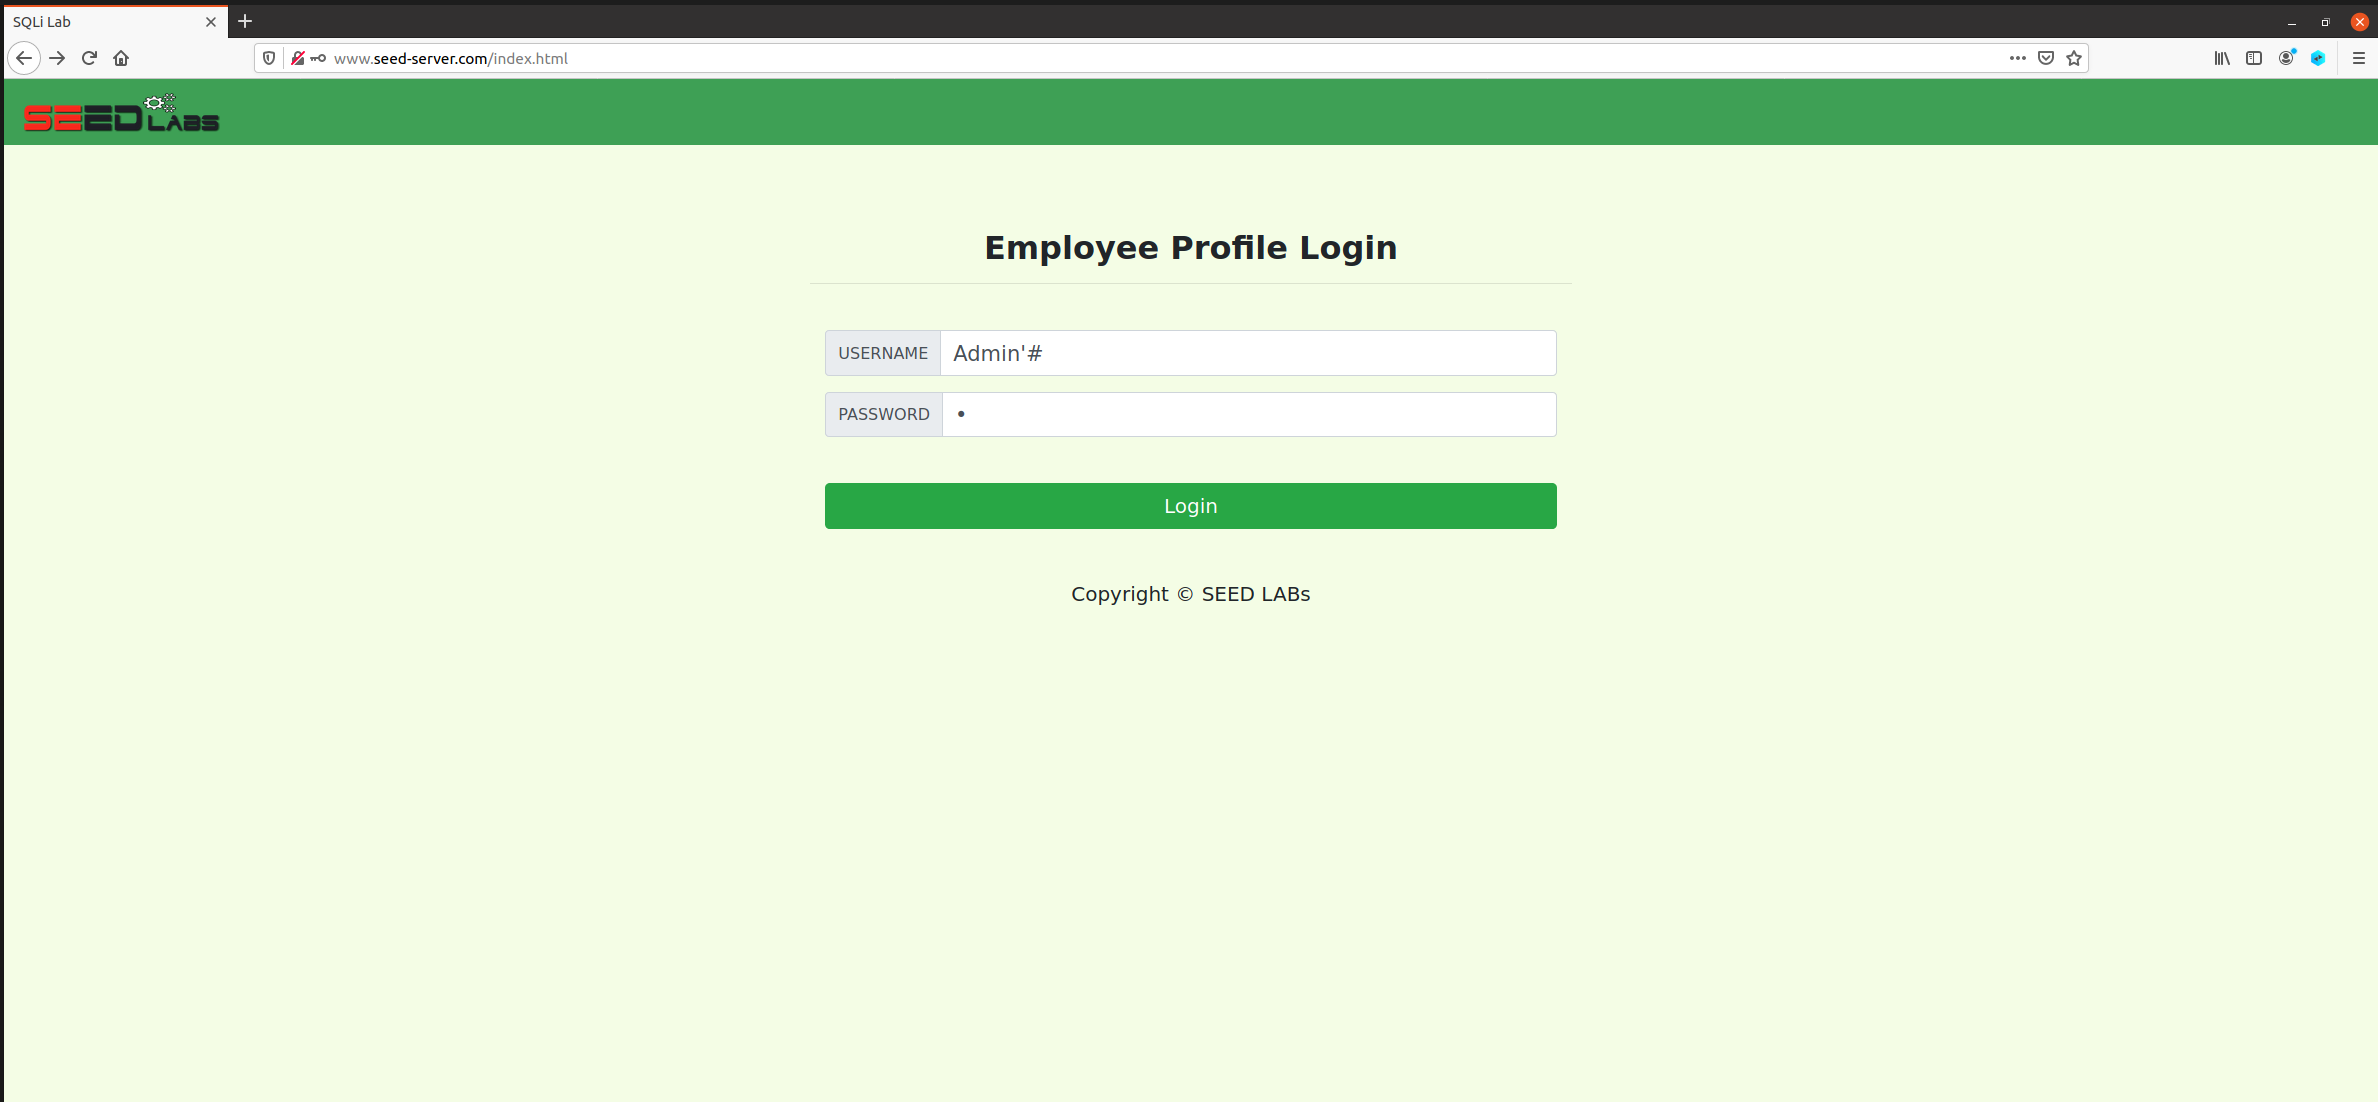 SQLi Lab
www.seed-server.com/index.html
SEED LABS
Employee Profile Login
USERNAME Admin'#
PASSWORD •
Login
Copyright © SEED LABs